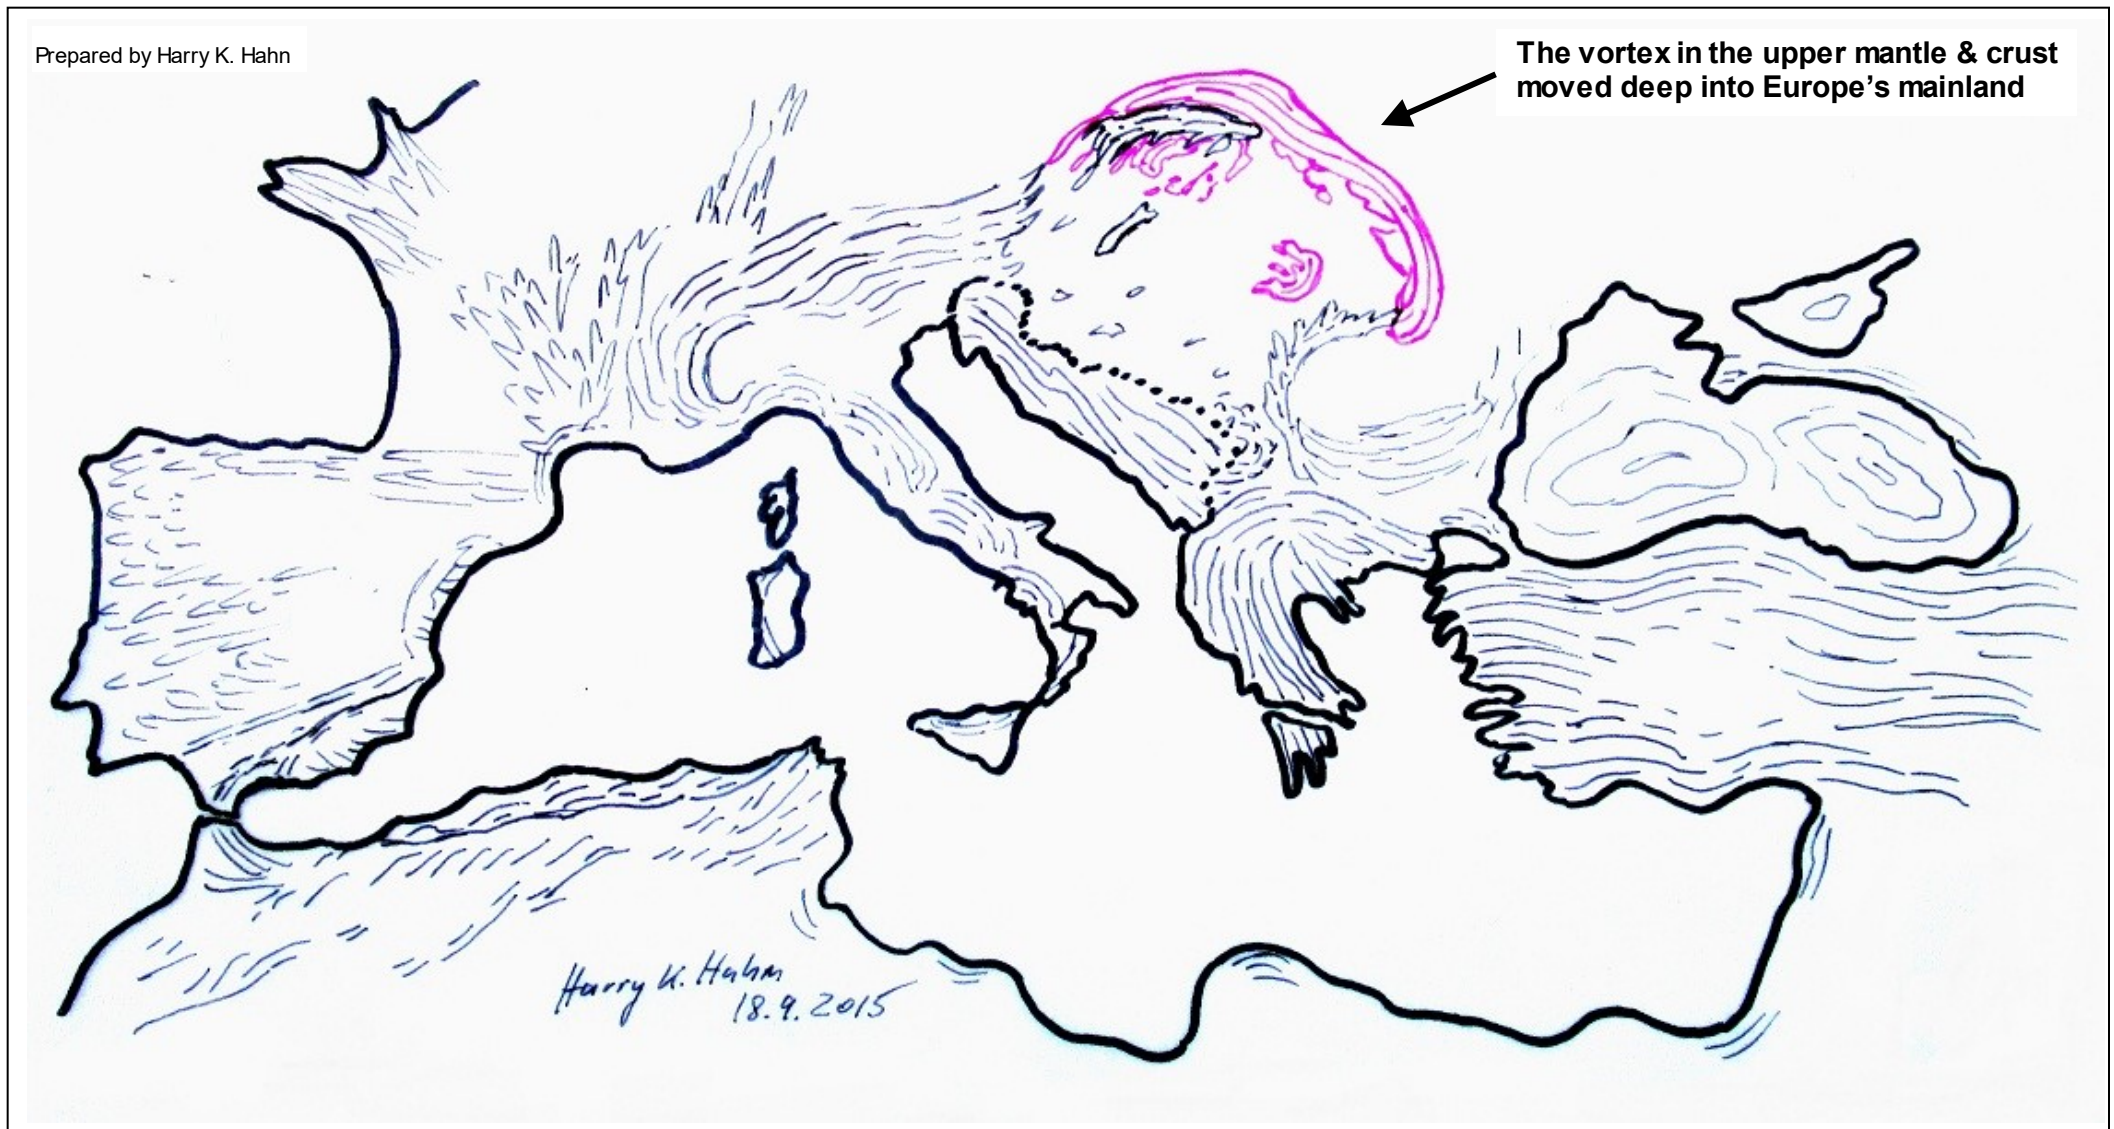 Prepared by Harry K. Hahn
The vortex in the upper mantle & crust
moved deep into Europe’s mainland
Harry K. Hahn
18.9.2015